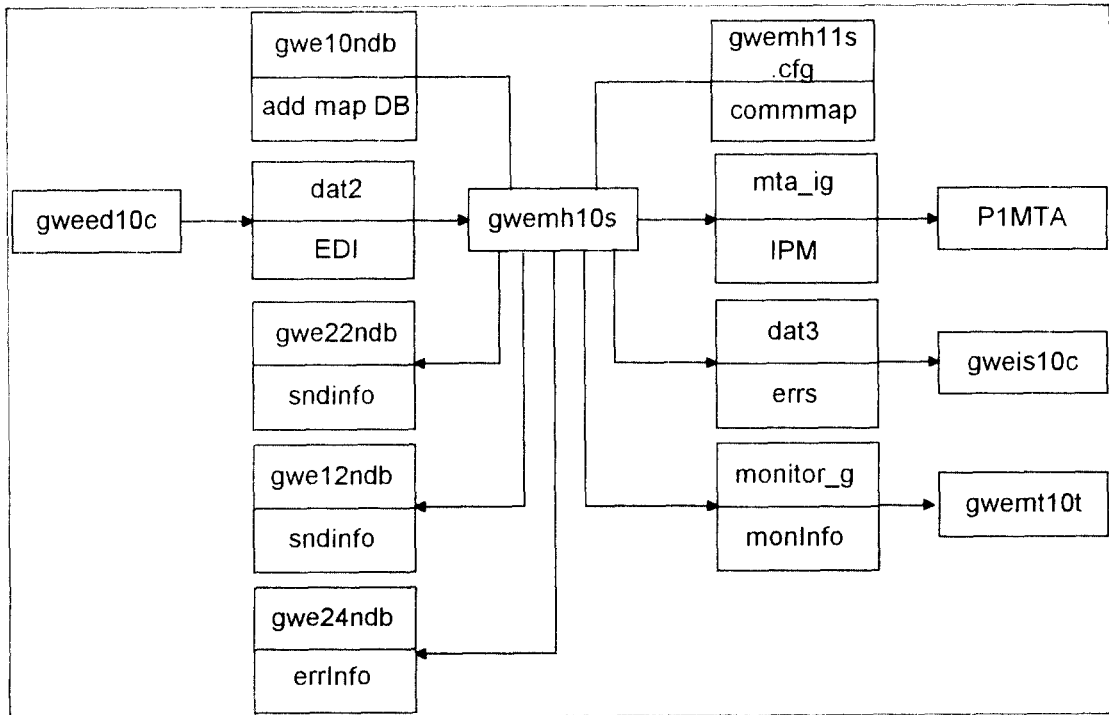 gwe10ndb
add map DB
gwemh11s
.cfg
commmap
gweed10c
dat2
EDI
gwemh10s
mta_ig
IPM
P1MTA
gwe22ndb
sndinfo
dat3
errs
gweis10c
gwe12ndb
sndinfo
monitor_g
monInfo
gwemt10t
gwe24ndb
errInfo